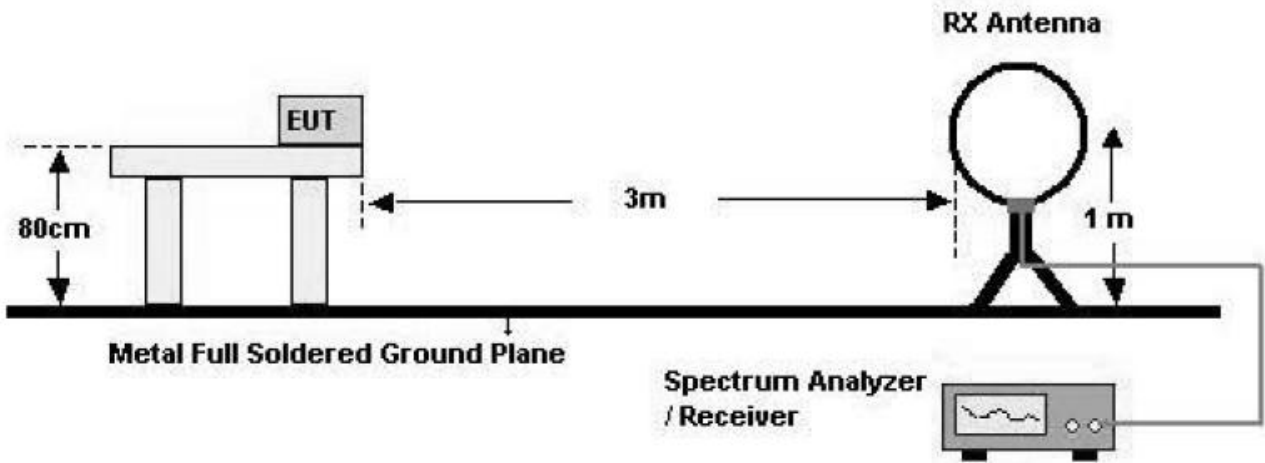 RX Antenna
EUT
80cm
3m
1 m
Metal Full Soldered Ground Plane
Spectrum Analyzer
/ Receiver